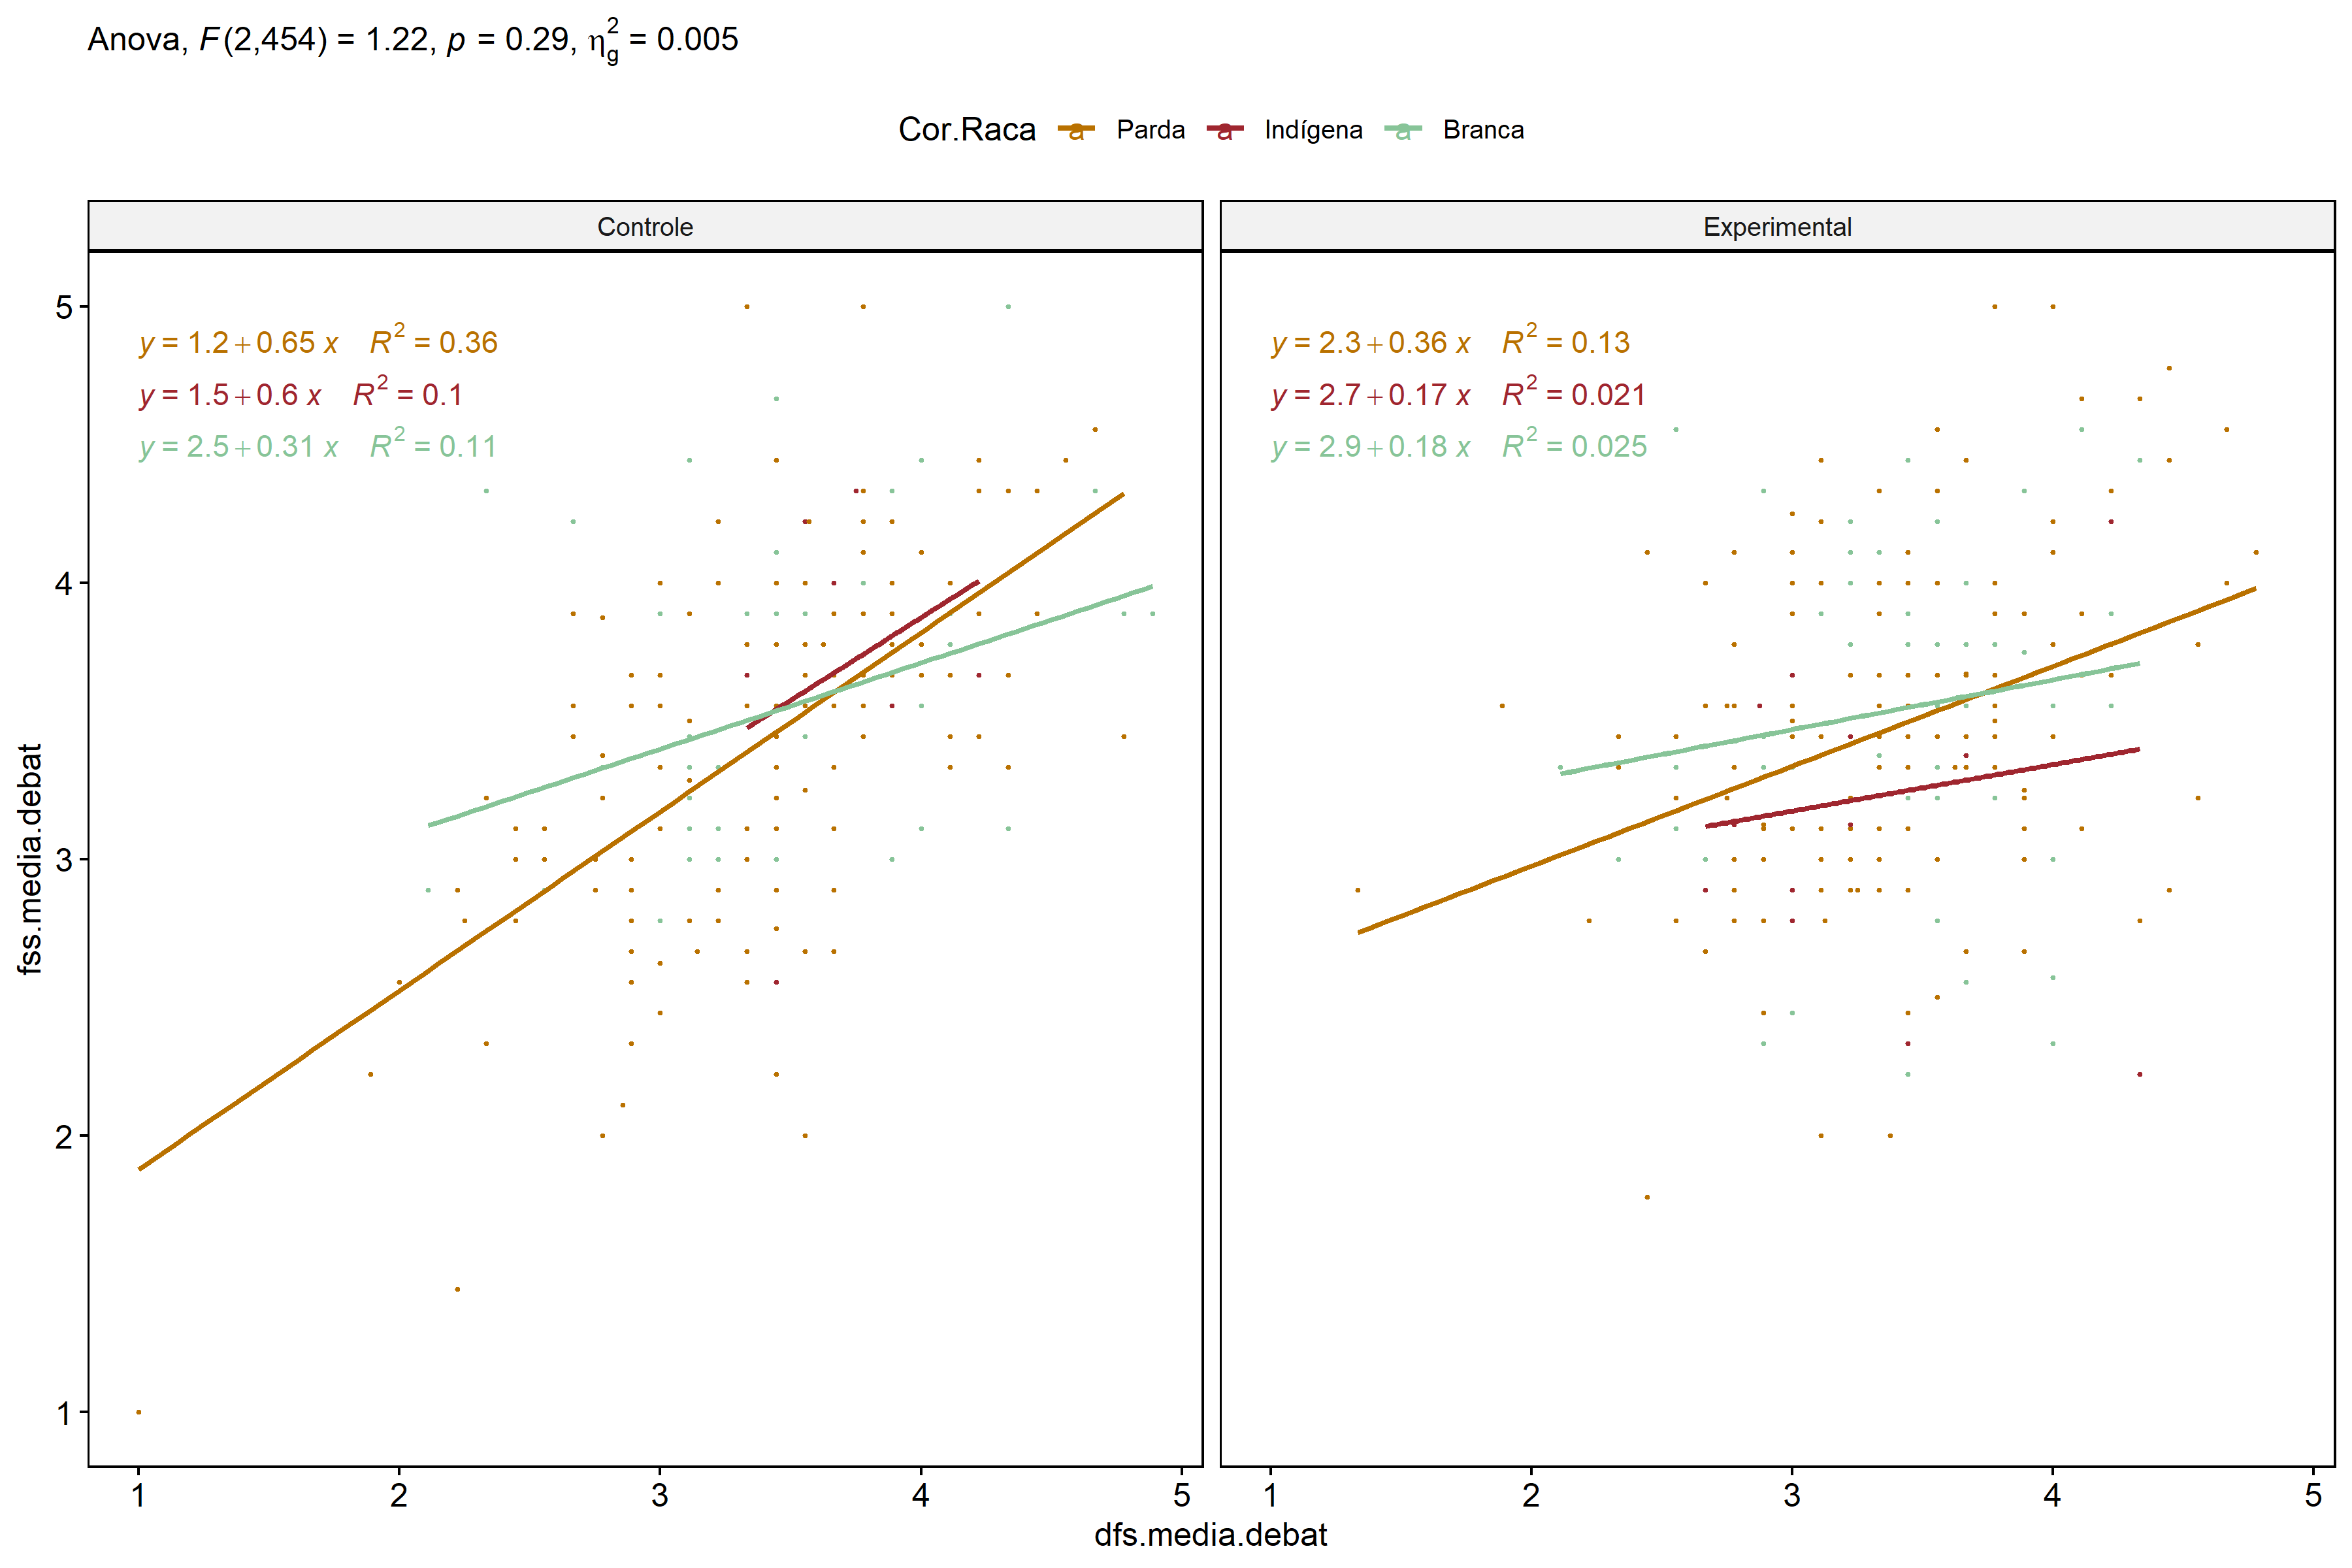 Anova, F(2,454) = 1.22, p = 0.29, η²g = 0.005
Cor.Raca a Parda a Indígena a Branca
Controle
Experimental
y = 1.2 + 0.65 x R² = 0.36
y = 1.5 + 0.6 x R² = 0.1
y = 2.5 + 0.31 x R² = 0.11
y = 2.3 + 0.36 x R² = 0.13
y = 2.7 + 0.17 x R² = 0.021
y = 2.9 + 0.18 x R² = 0.025
fss.media.debat
5
4
3
2
1
1 2 3 4 5
1 2 3 4 5
dfs.media.debat